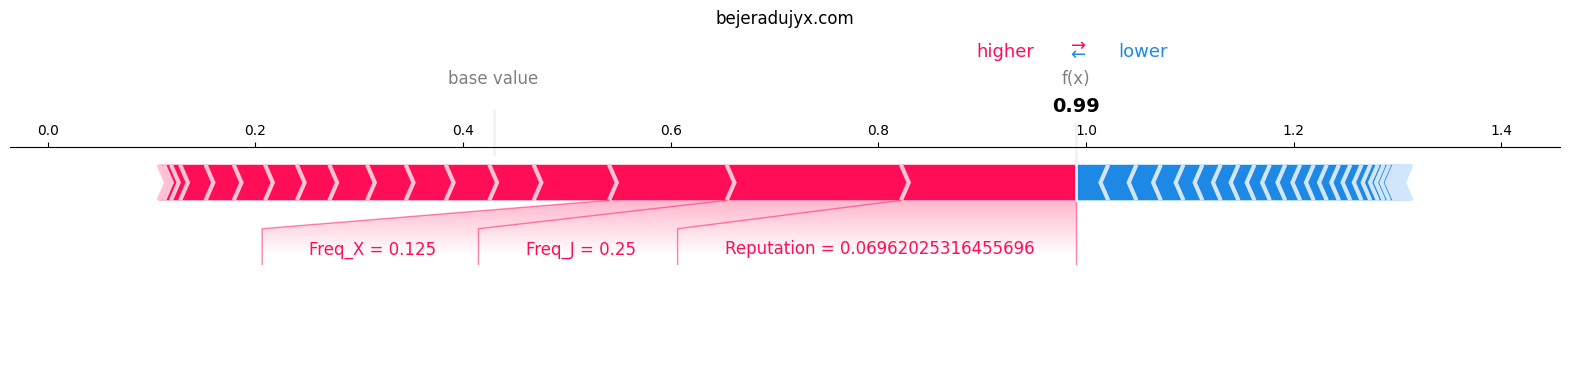 bejeradujyx.com
higher → ← lower
base value f(x)
0.99
0.0 0.2 0.4 0.6 0.8 1.0 1.2 1.4
Freq_X = 0.125 Freq_J = 0.25 Reputation = 0.06962025316455696